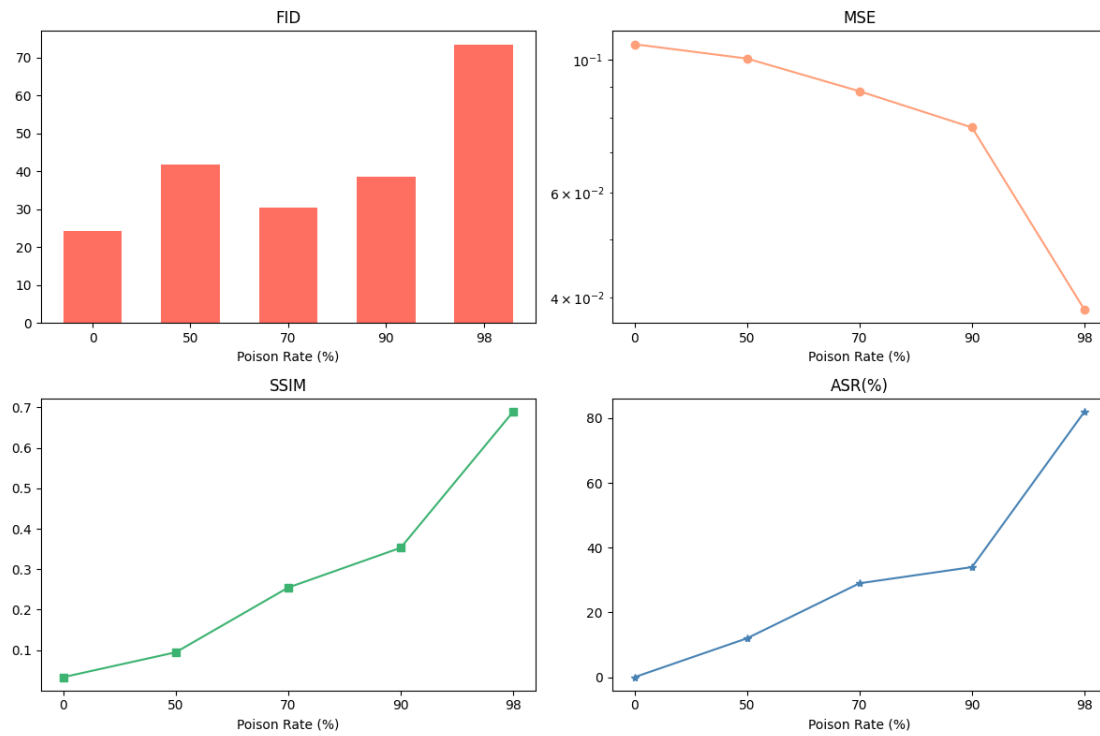 FID
70
60
50
40
30
20
10
0
0 50 70 90 98
Poison Rate (%)
MSE
10⁻¹
6 × 10⁻²
4 × 10⁻²
0 50 70 90 98
Poison Rate (%)
SSIM
0.7
0.6
0.5
0.4
0.3
0.2
0.1
0 50 70 90 98
Poison Rate (%)
ASR(%)
80
60
40
20
0
0 50 70 90 98
Poison Rate (%)